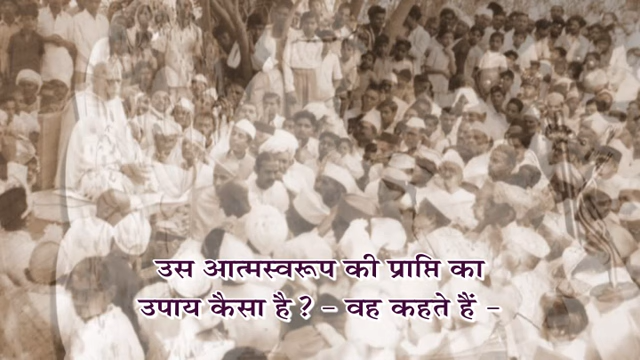 उस आत्मस्वरूप की प्राप्ति का
उपाय कैसा है ? – वह कहते हैं –